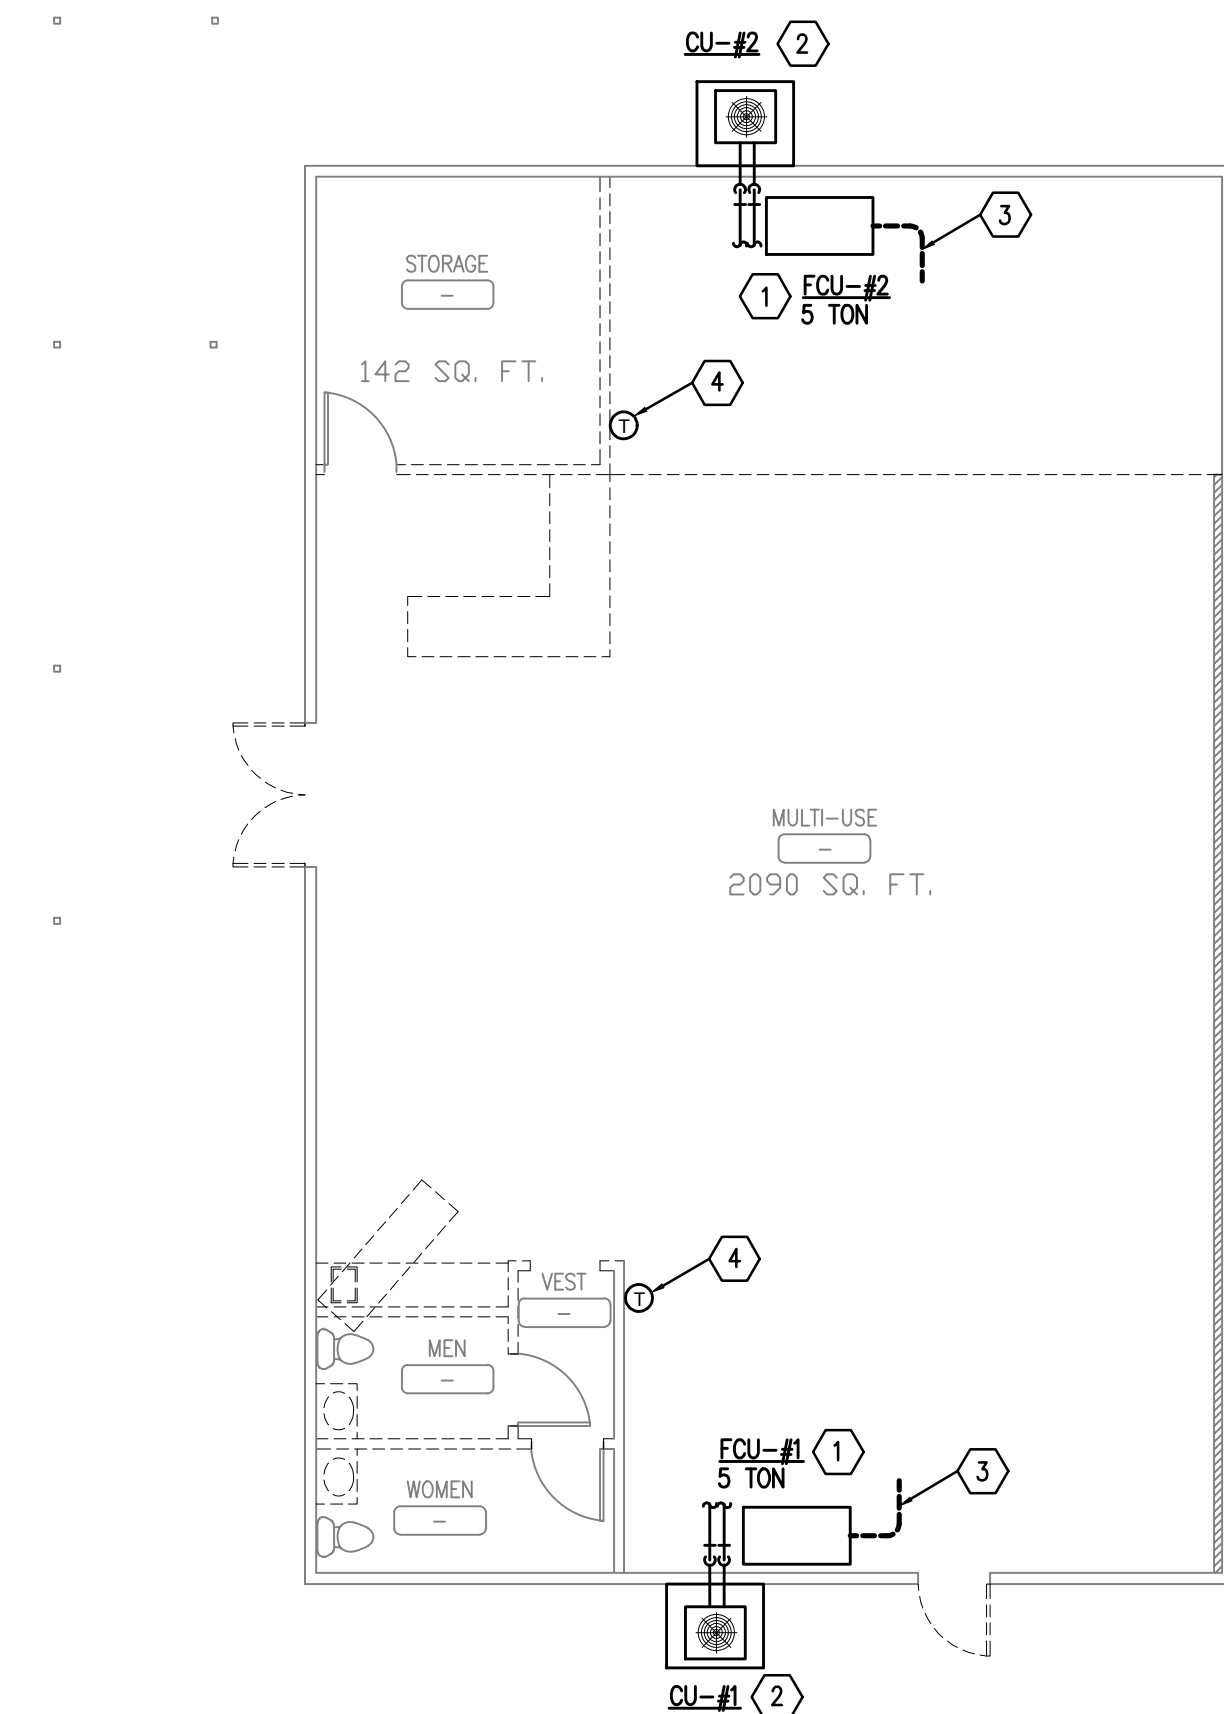 CU-#2 2
3
STORAGE
-
1 FCU-#2
5 TON
142 SQ. FT.
4
T
MULTI-USE
-
2090 SQ. FT.
4
VEST
T
-
MEN
-
FCU-#1 1
5 TON
3
WOMEN
-
CU-#1 2